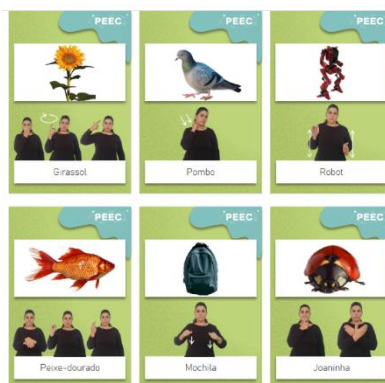 PEEC
PEEC
PEEC
Girassol
Pombo
Robot
PEEC
PEEC
PEEC
Peixe-dourado
Mochila
Joaninha